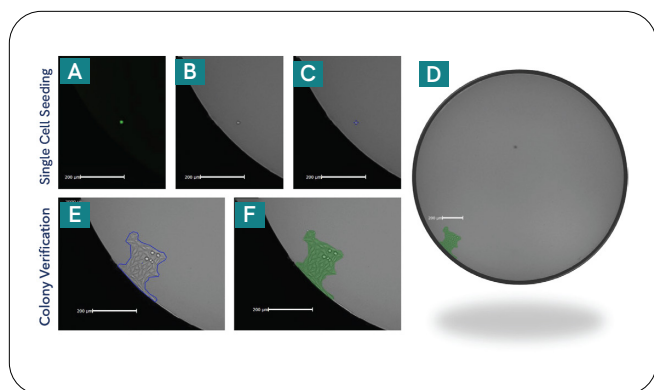 Single Cell Seeding
A
B
C
D
200 µm
200 µm
200 µm
200 µm
Colony Verification
E
F
200 µm
200 µm